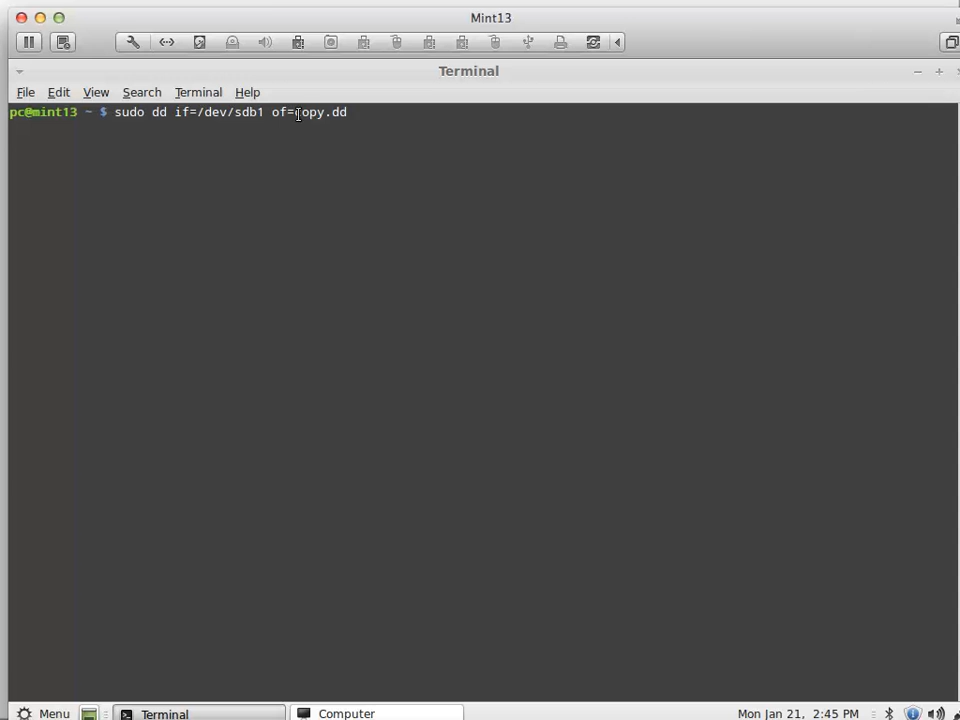 Mint13
Terminal
File Edit View Search Terminal Help
pc@mint13 ~ $ sudo dd if=/dev/sdb1 of=copy.dd
Menu Terminal Computer Mon Jan 21, 2:45 PM